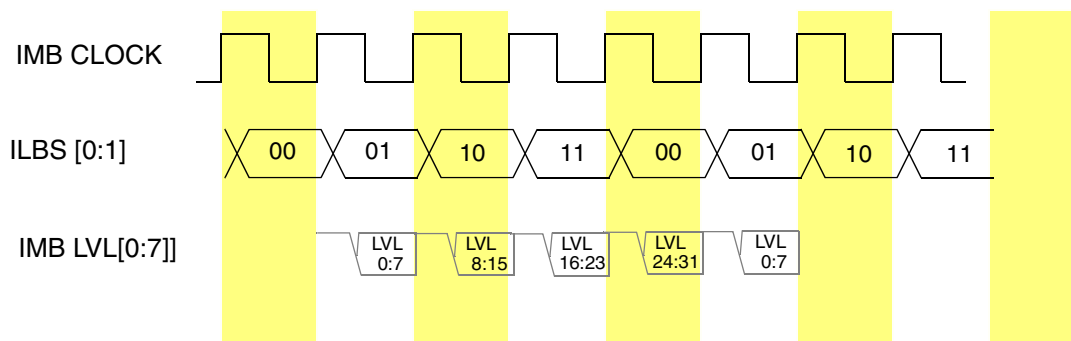 IMB CLOCK
ILBS [0:1]
00 01 10 11 00 01 10 11
IMB LVL[0:7]]
LVL LVL LVL LVL LVL
0:7 8:15 16:23 24:31 0:7